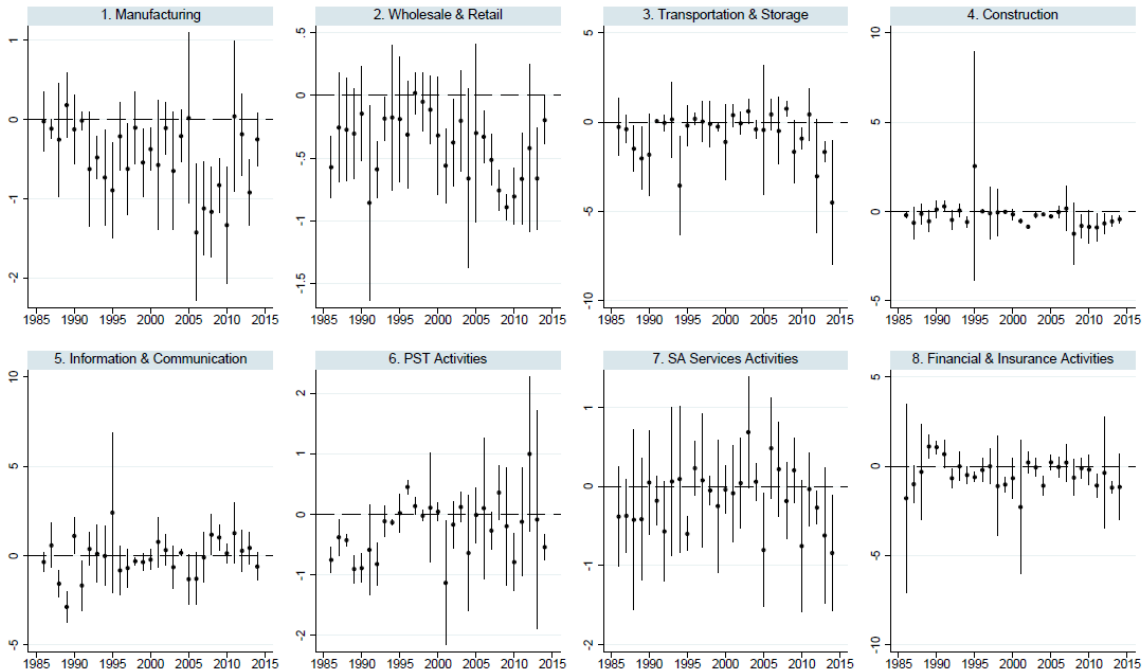 1. Manufacturing
1
0
-1
-2
1985 1990 1995 2000 2005 2010 2015
2. Wholesale & Retail
.5
0
-.5
-1
-1.5
1985 1990 1995 2000 2005 2010 2015
3. Transportation & Storage
5
0
-5
-10
1985 1990 1995 2000 2005 2010 2015
4. Construction
10
5
0
-5
1985 1990 1995 2000 2005 2010 2015
5. Information & Communication
10
5
0
-5
1985 1990 1995 2000 2005 2010 2015
6. PST Activities
2
1
0
-1
-2
1985 1990 1995 2000 2005 2010 2015
7. SA Services Activities
1
0
-1
-2
1985 1990 1995 2000 2005 2010 2015
8. Financial & Insurance Activities
5
0
-5
-10
1985 1990 1995 2000 2005 2010 2015